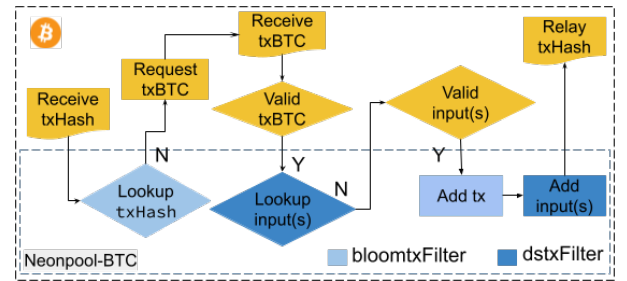 Receive
txHash
Request
txBTC
Receive
txBTC
Valid
txBTC
Valid
input(s)
Relay
txHash
N
Y
N
Y
Lookup
txHash
Lookup
input(s)
Add tx
Add
input(s)
Neonpool-BTC
bloomtxFilter
dstxFilter